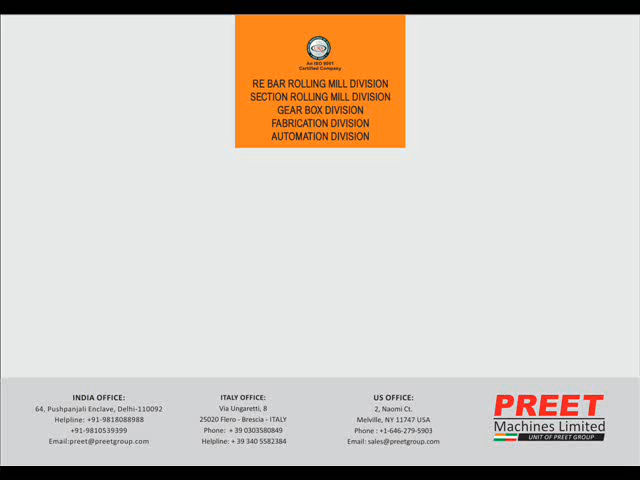 An ISO 9001
Certified Company
RE BAR ROLLING MILL DIVISION
SECTION ROLLING MILL DIVISION
GEAR BOX DIVISION
FABRICATION DIVISION
AUTOMATION DIVISION
INDIA OFFICE:
64, Pushpanjali Enclave, Delhi-110092
Helpline: +91-9818088988
+91-9810539399
Email:preet@preetgroup.com
ITALY OFFICE:
Via Ungaretti, 8
25020 Flero - Brescia - ITALY
Phone: + 39 0303580849
Helpline: + 39 340 5582384
US OFFICE:
2, Naomi Ct.
Melville, NY 11747 USA
Phone : +1-646-279-5903
Email: sales@preetgroup.com
PREET
Machines Limited
UNIT OF PREET GROUP